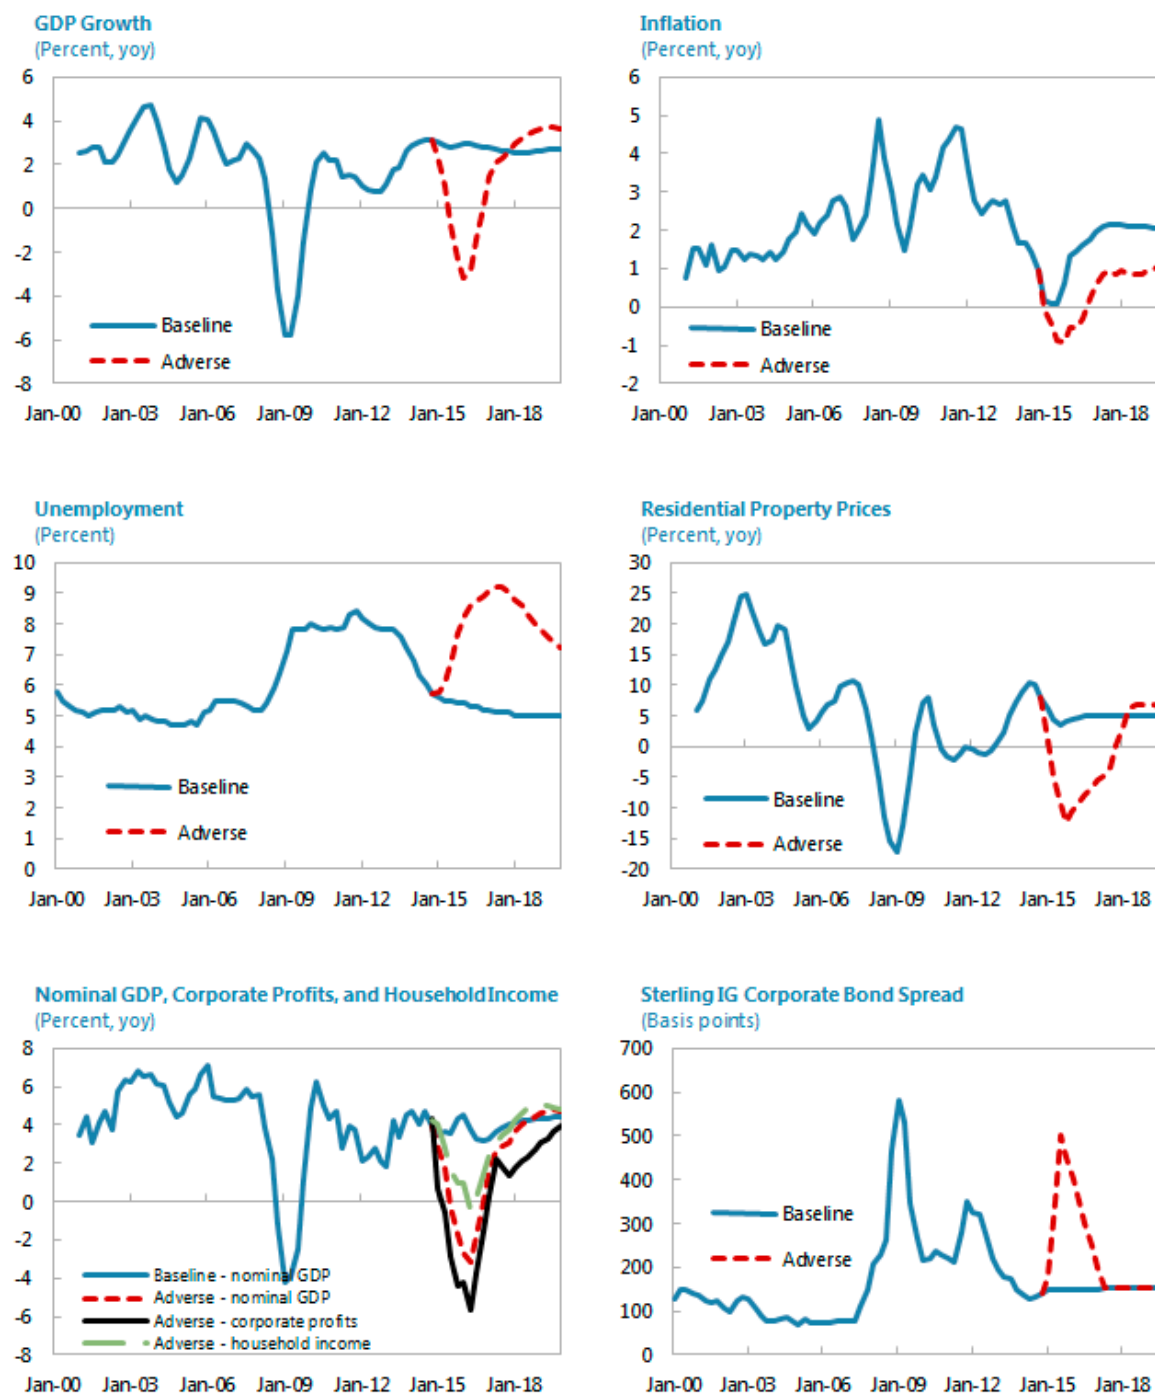 GDP Growth
(Percent, yoy)
6
4
2
0
-2
-4
-6
-8
Baseline
Adverse
Jan-00 Jan-03 Jan-06 Jan-09 Jan-12 Jan-15 Jan-18
Inflation
(Percent, yoy)
6
5
4
3
2
1
0
-1
-2
Baseline
Adverse
Jan-00 Jan-03 Jan-06 Jan-09 Jan-12 Jan-15 Jan-18
Unemployment
(Percent)
10
9
8
7
6
5
4
3
2
1
0
Baseline
Adverse
Jan-00 Jan-03 Jan-06 Jan-09 Jan-12 Jan-15 Jan-18
Residential Property Prices
(Percent, yoy)
30
25
20
15
10
5
0
-5
-10
-15
-20
Baseline
Adverse
Jan-00 Jan-03 Jan-06 Jan-09 Jan-12 Jan-15 Jan-18
Nominal GDP, Corporate Profits, and Household Income
(Percent, yoy)
8
6
4
2
0
-2
-4
-6
-8
Baseline - nominal GDP
Adverse - nominal GDP
Adverse - corporate profits
Adverse - household income
Jan-00 Jan-03 Jan-06 Jan-09 Jan-12 Jan-15 Jan-18
Sterling IG Corporate Bond Spread
(Basis points)
700
600
500
400
300
200
100
0
Baseline
Adverse
Jan-00 Jan-03 Jan-06 Jan-09 Jan-12 Jan-15 Jan-18